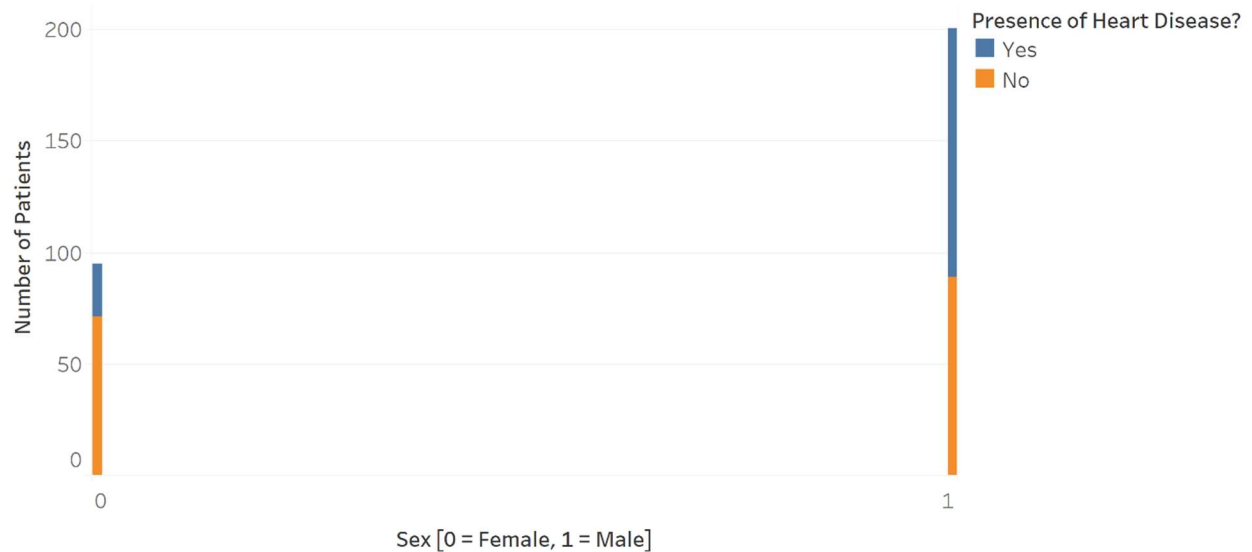 Presence of Heart Disease?
Yes
No
200
150
100
50
0
Number of Patients
0
1
Sex [0 = Female, 1 = Male]